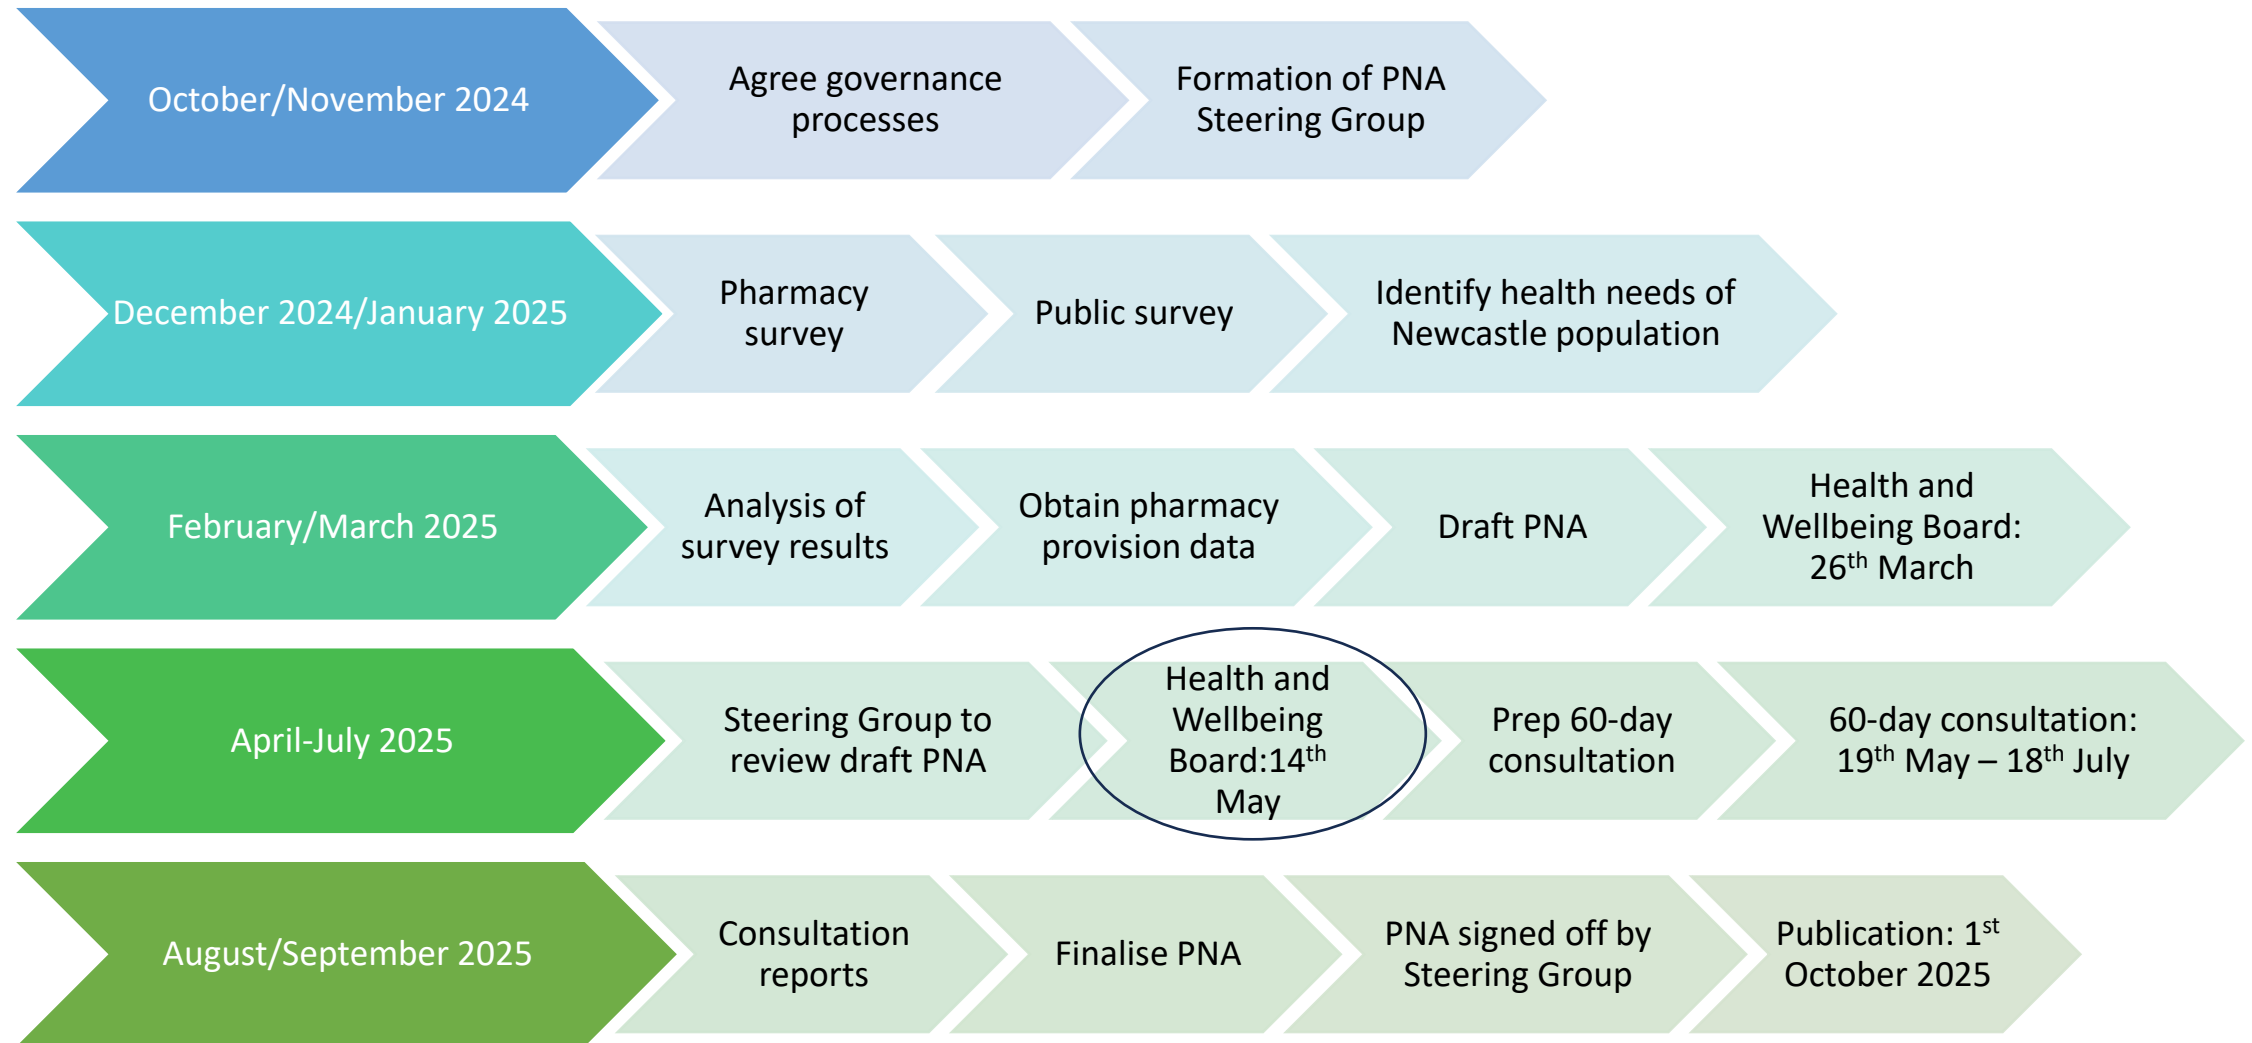 October/November 2024
Agree governance
processes
Formation of PNA
Steering Group
December 2024/January 2025
Pharmacy
survey
Public survey
Identify health needs of
Newcastle population
February/March 2025
Analysis of
survey results
Obtain pharmacy
provision data
Draft PNA
Health and
Wellbeing Board:
26th March
April-July 2025
Steering Group to
review draft PNA
Health and
Wellbeing
Board:14th
May
Prep 60-day
consultation
60-day consultation:
19th May – 18th July
August/September 2025
Consultation
reports
Finalise PNA
PNA signed off by
Steering Group
Publication: 1st
October 2025